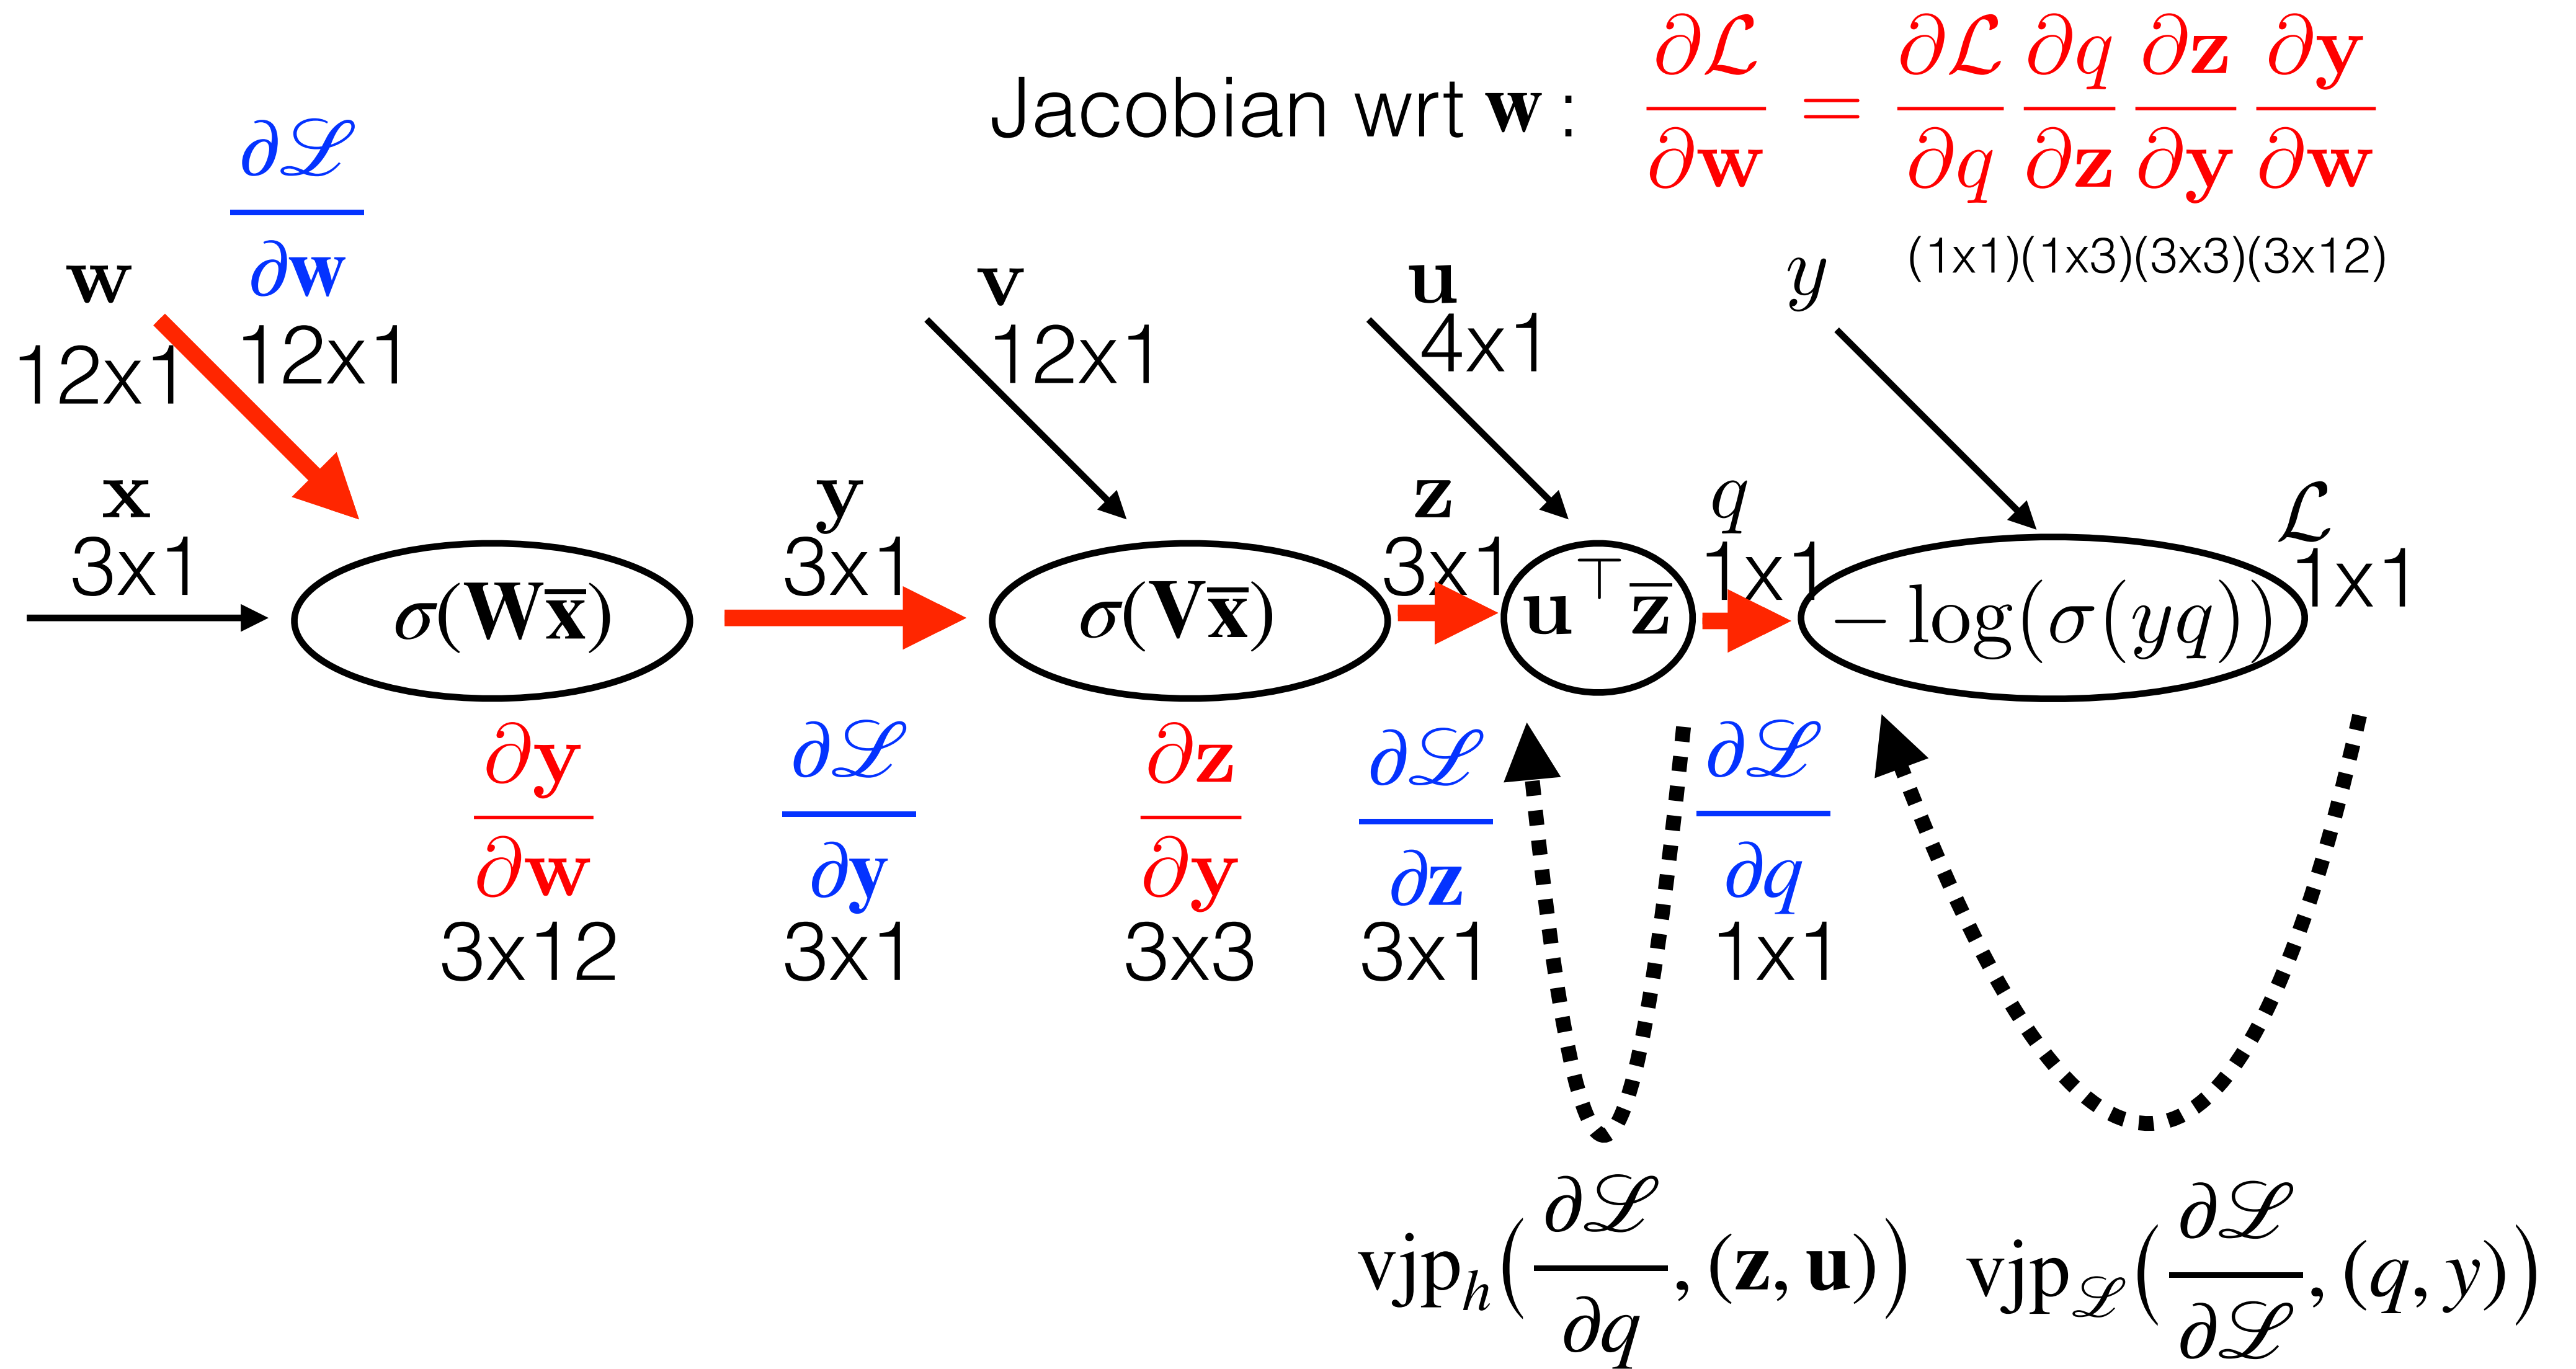 Jacobian wrt 𝐰 : ∂ℒ/∂𝐰 = ∂ℒ/∂q ∂q/∂𝐳 ∂𝐳/∂𝐲 ∂𝐲/∂𝐰
(1x1)(1x3)(3x3)(3x12)
∂ℒ/∂𝐰
12x1
𝐰
12x1
𝐯
12x1
𝐮
4x1
y
𝐱
3x1
𝐲
3x1
𝐳
3x1
q
1x1
ℒ
1x1
σ(𝐖x̅)
σ(𝐕x̅)
𝐮⊤z̅
− log(σ(yq))
∂𝐲/∂𝐰
3x12
∂ℒ/∂𝐲
3x1
∂𝐳/∂𝐲
3x3
∂ℒ/∂𝐳
3x1
∂ℒ/∂q
1x1
vjpₕ(∂ℒ/∂q, (𝐳, 𝐮))
vjp_ℒ(∂ℒ/∂ℒ, (q, y))